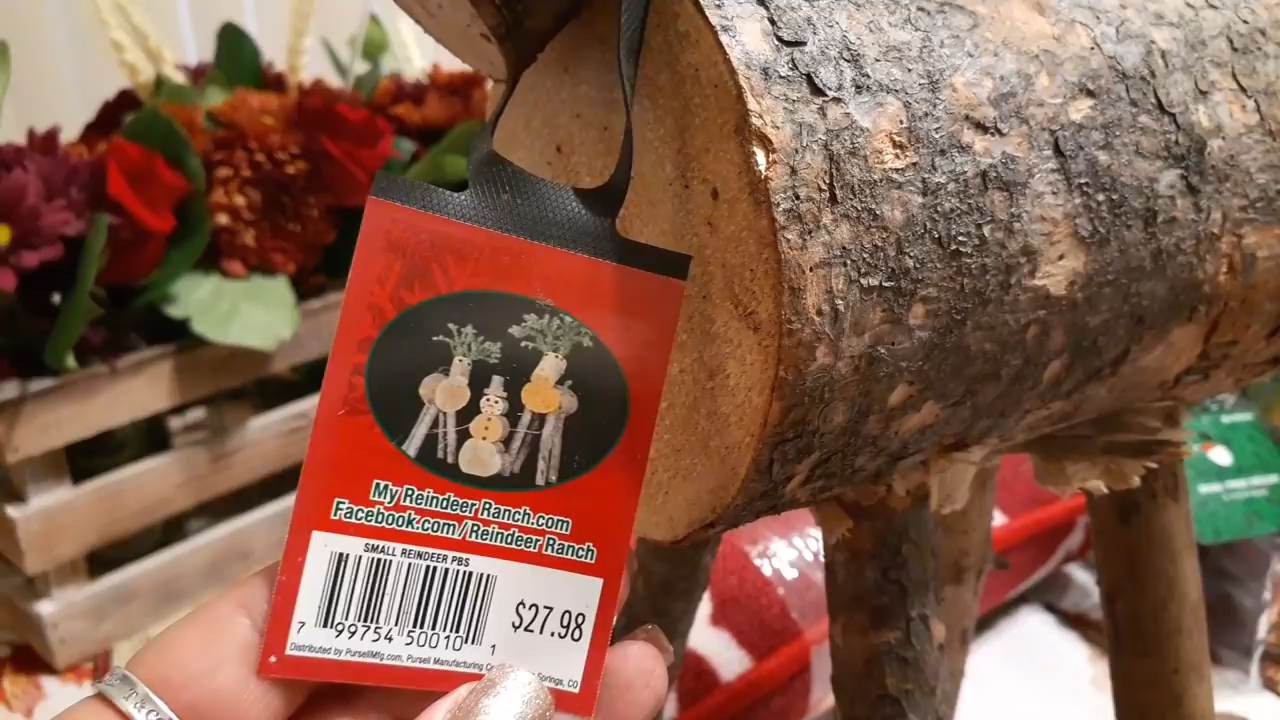 My Reindeer Ranch.com
Facebook.com/Reindeer Ranch
SMALL REINDEER PBS
$27.98
7 99754 50010 1
Distributed by PursellMfg.com, Pursell Manufacturing Springs, CO
T&CO